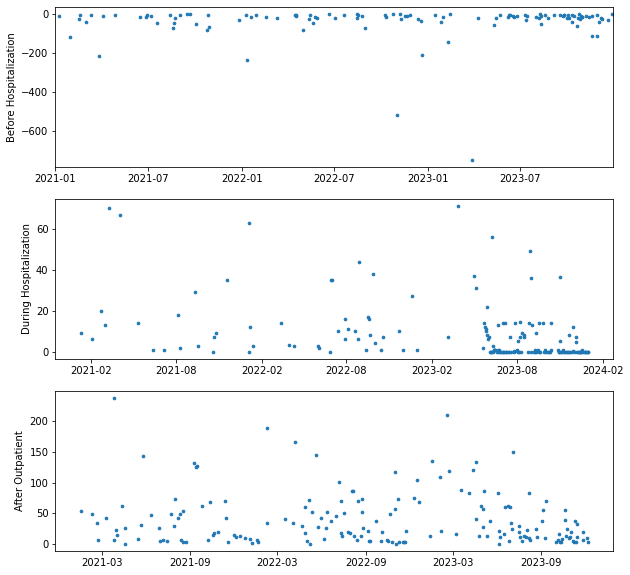 Before Hospitalization
0
−200
−400
−600
2021-01 2021-07 2022-01 2022-07 2023-01 2023-07
During Hospitalization
60
40
20
0
2021-02 2021-08 2022-02 2022-08 2023-02 2023-08 2024-02
After Outpatient
200
150
100
50
0
2021-03 2021-09 2022-03 2022-09 2023-03 2023-09